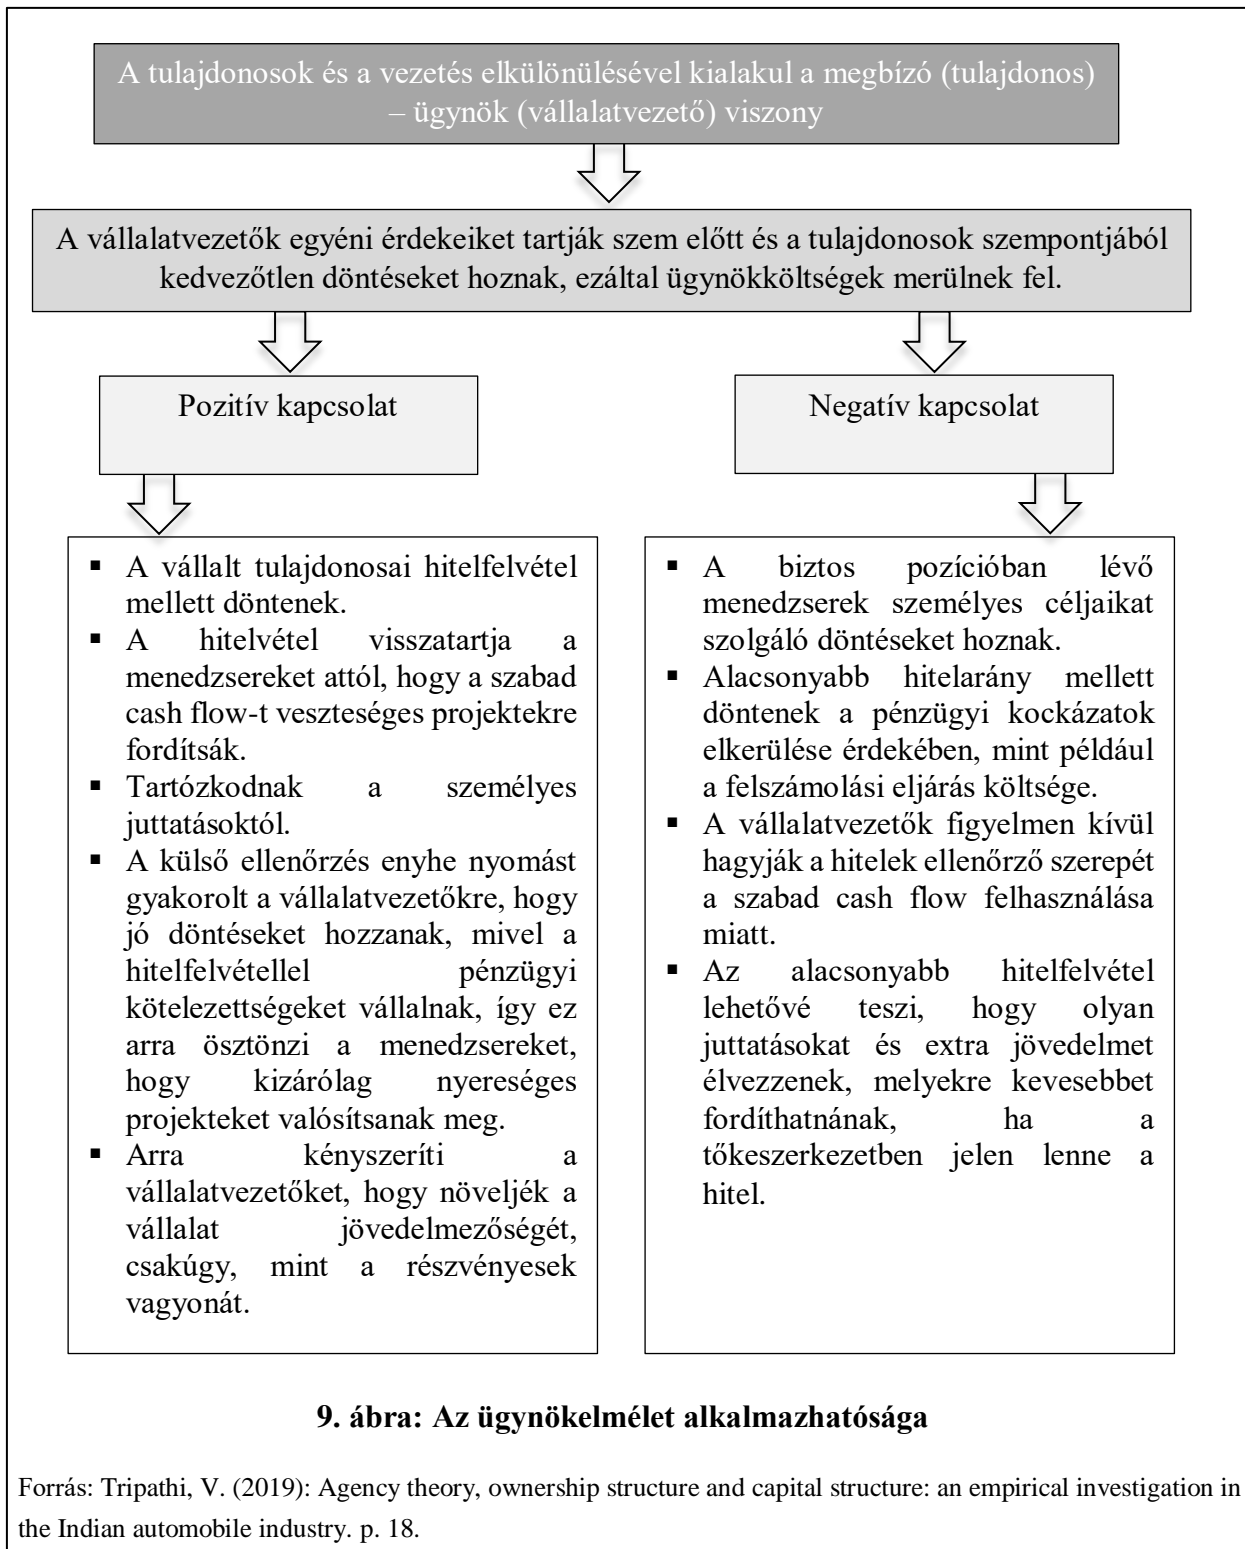 A tulajdonosok és a vezetés elkülönülésével kialakul a megbízó (tulajdonos)
– ügynök (vállalatvezető) viszony
A vállalatvezetők egyéni érdekeiket tartják szem előtt és a tulajdonosok szempontjából
kedvezőtlen döntéseket hoznak, ezáltal ügynökköltségek merülnek fel.
Pozitív kapcsolat
Negatív kapcsolat
▪ A vállalt tulajdonosai hitelfelvétel
mellett döntenek.
▪ A hitelvétel visszatartja a
menedzsereket attól, hogy a szabad
cash flow-t veszteséges projektekre
fordítsák.
▪ Tartózkodnak a személyes
juttatásoktól.
▪ A külső ellenőrzés enyhe nyomást
gyakorolt a vállalatvezetőkre, hogy
jó döntéseket hozzanak, mivel a
hitelfelvétellel pénzügyi
kötelezettségeket vállalnak, így ez
arra ösztönzi a menedzsereket,
hogy kizárólag nyereséges
projekteket valósítsanak meg.
▪ Arra kényszeríti a
vállalatvezetőket, hogy növeljék a
vállalat jövedelmezőségét,
csakúgy, mint a részvényesek
vagyonát.
▪ A biztos pozícióban lévő
menedzserek személyes céljaikat
szolgáló döntéseket hoznak.
▪ Alacsonyabb hitelarány mellett
döntenek a pénzügyi kockázatok
elkerülése érdekében, mint például
a felszámolási eljárás költsége.
▪ A vállalatvezetők figyelmen kívül
hagyják a hitelek ellenőrző szerepét
a szabad cash flow felhasználása
miatt.
▪ Az alacsonyabb hitelfelvétel
lehetővé teszi, hogy olyan
juttatásokat és extra jövedelmet
élvezzenek, melyekre kevesebbet
fordíthatnának, ha a
tőkeszerkezetben jelen lenne a
hitel.
9. ábra: Az ügynökelmélet alkalmazhatósága
Forrás: Tripathi, V. (2019): Agency theory, ownership structure and capital structure: an empirical investigation in
the Indian automobile industry. p. 18.